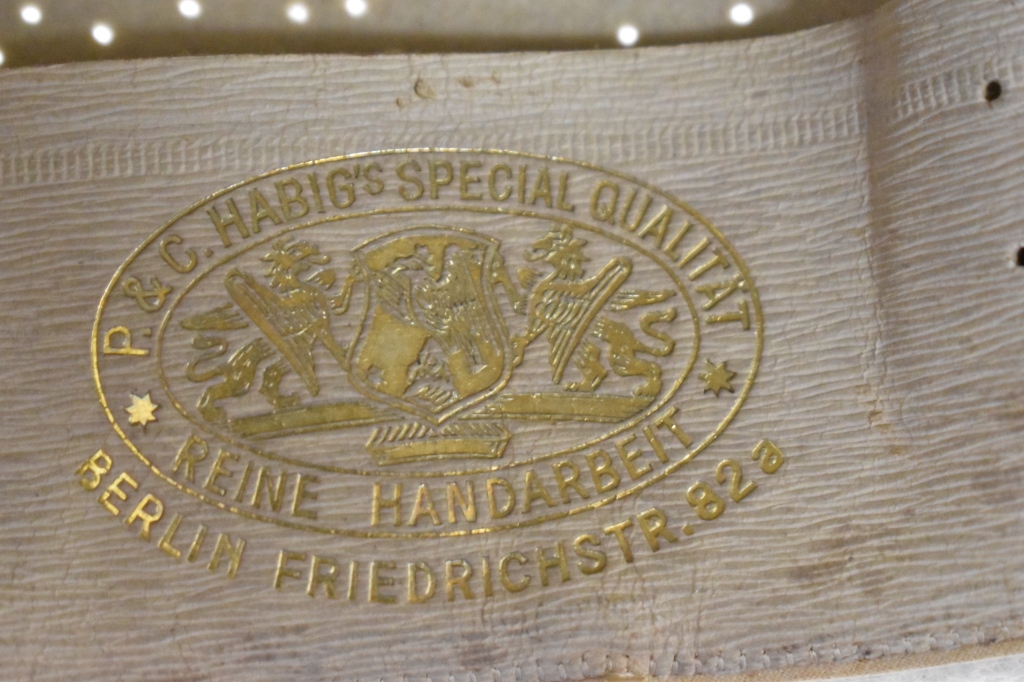 P. & C. HABIG'S SPECIAL QUALITÄT
REINE HANDARBEIT
BERLIN FRIEDRICHSTR. 82a